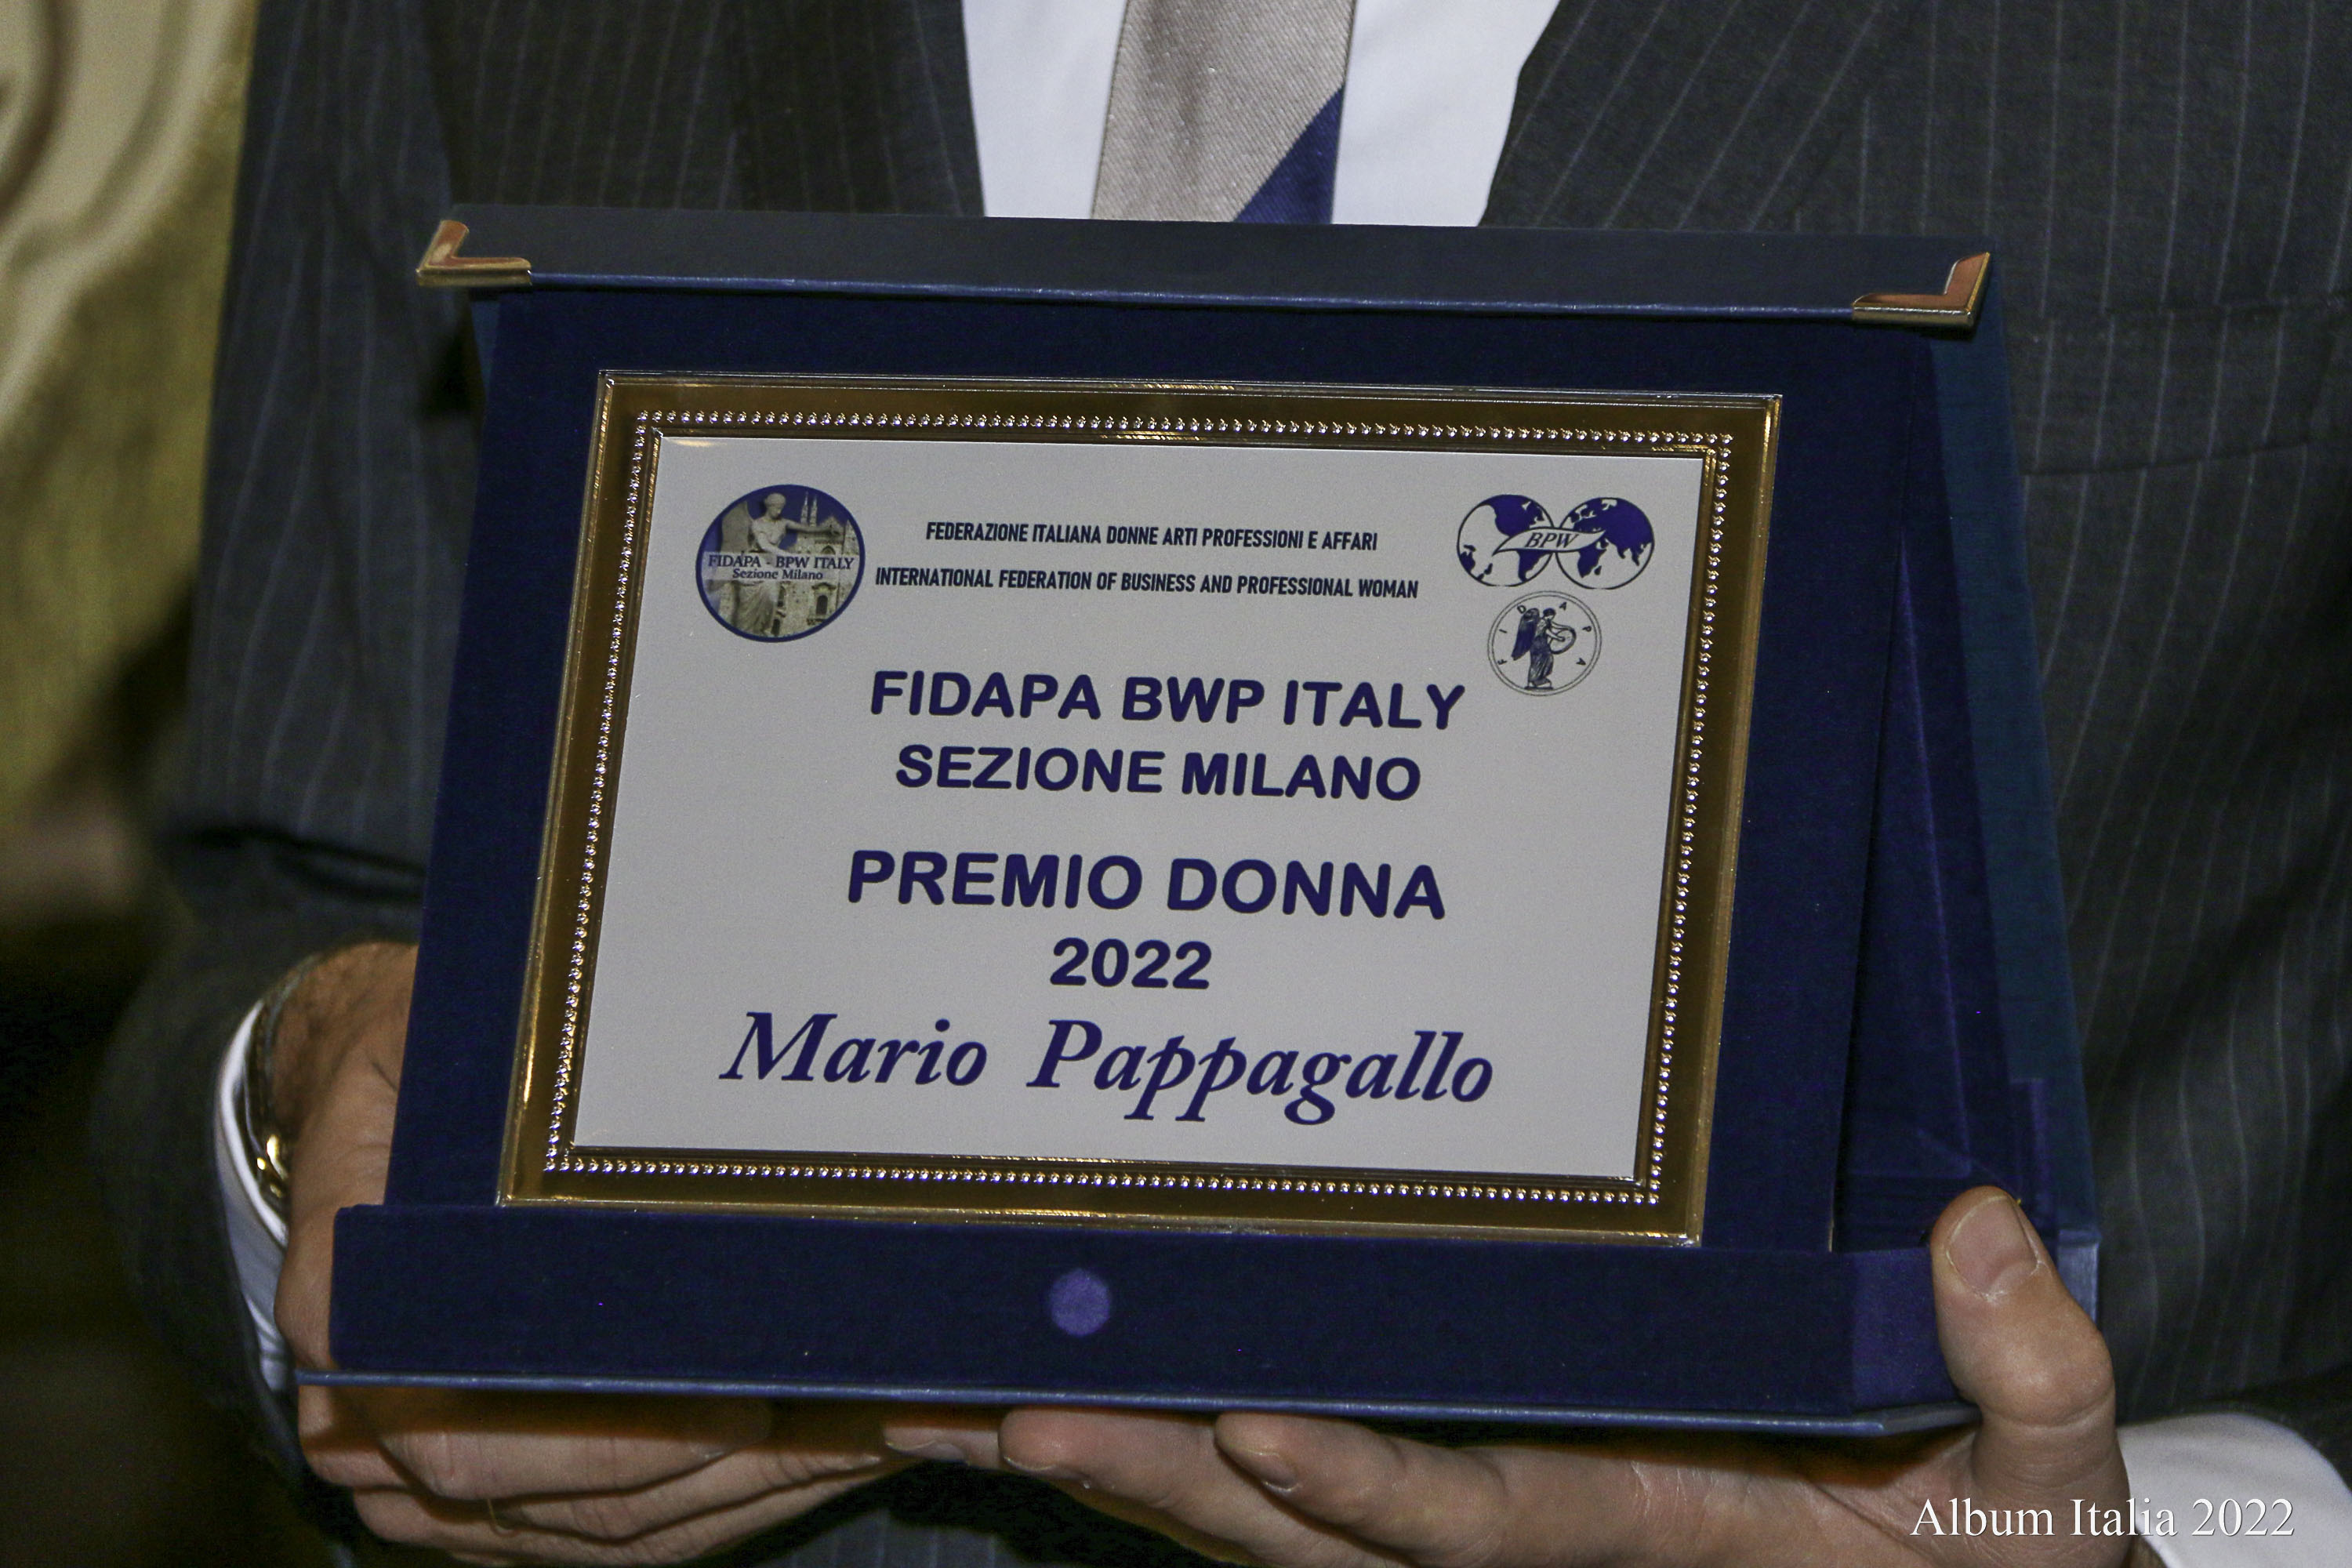 FIDAPA - BPW ITALY
Sezione Milano
FEDERAZIONE ITALIANA DONNE ARTI PROFESSIONI E AFFARI
INTERNATIONAL FEDERATION OF BUSINESS AND PROFESSIONAL WOMAN
BPW
F I D A P A
FIDAPA BWP ITALY
SEZIONE MILANO
PREMIO DONNA
2022
Mario Pappagallo
Album Italia 2022